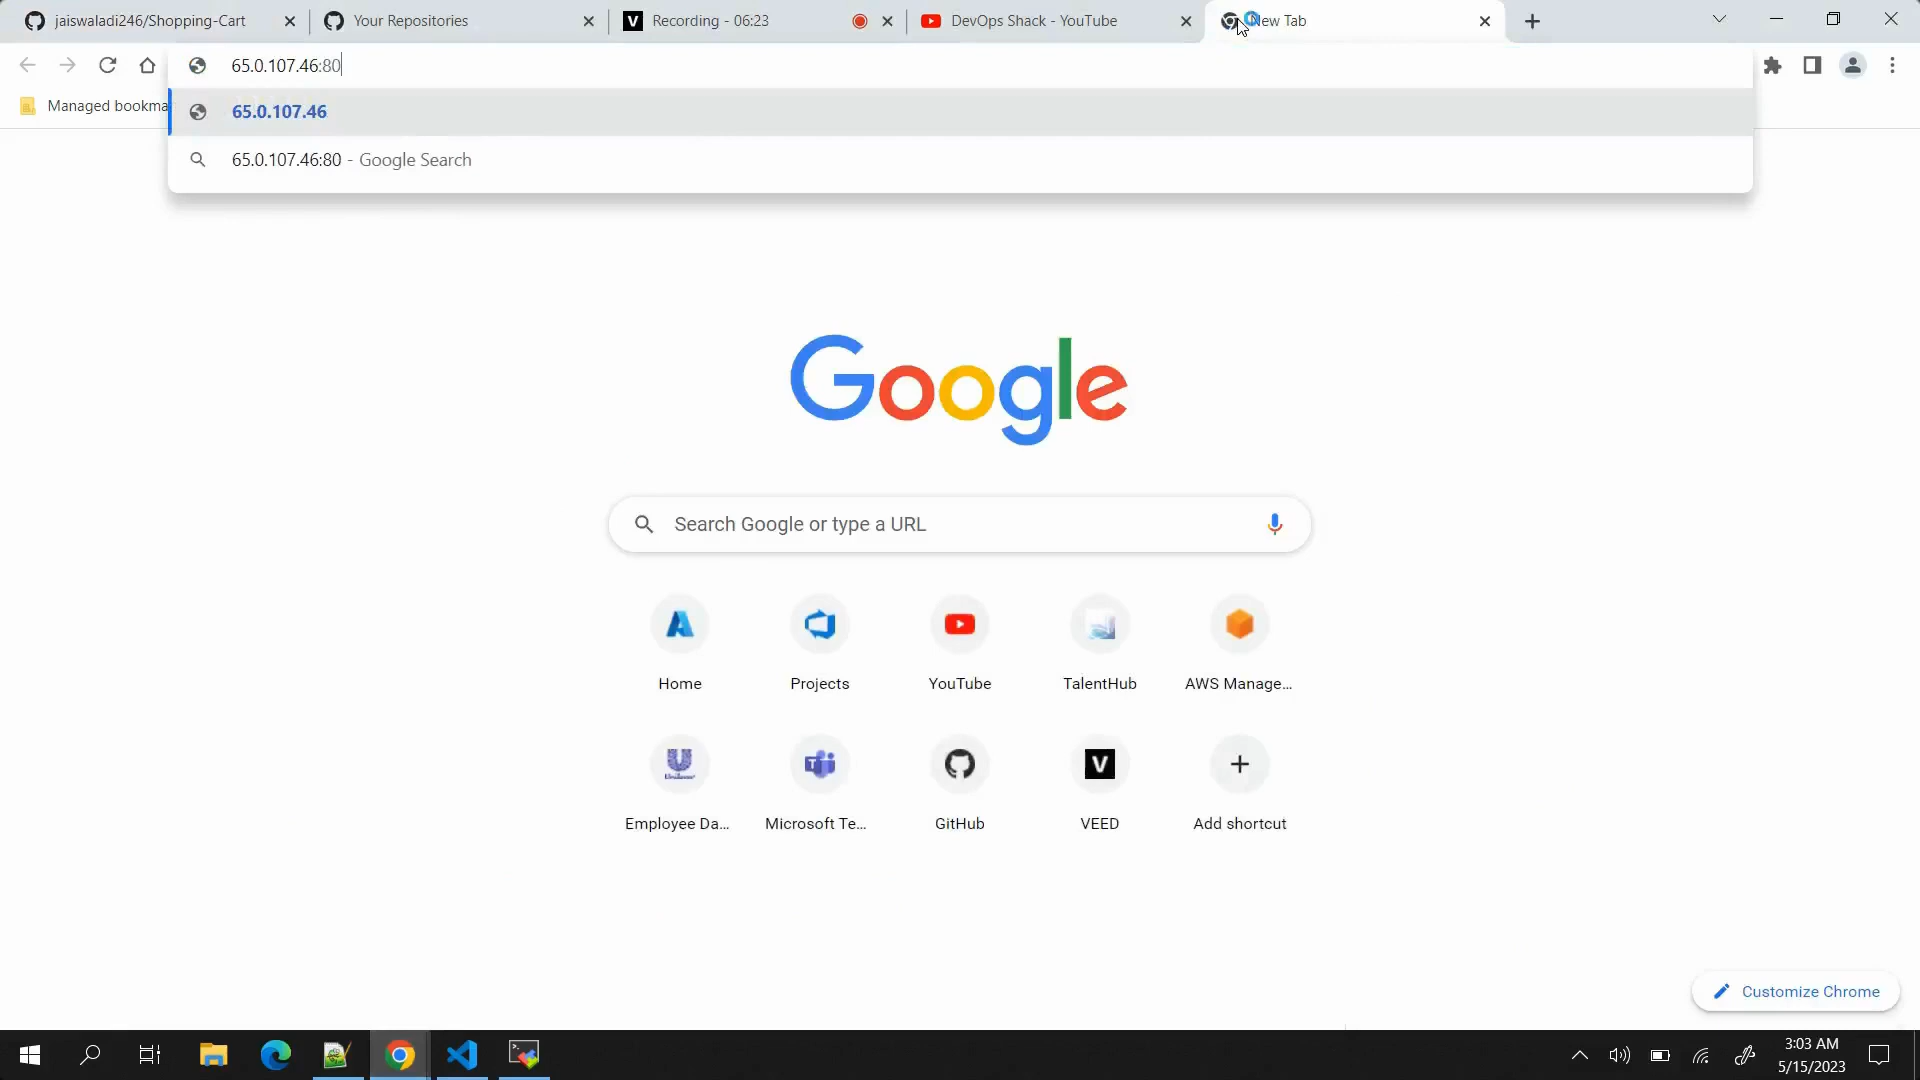 jaiswaladi246/Shopping-Cart
Your Repositories
Recording - 06:23
DevOps Shack - YouTube
New Tab
65.0.107.46:80
Managed bookma
65.0.107.46
65.0.107.46:80 - Google Search
Google
Search Google or type a URL
Home
Projects
YouTube
TalentHub
AWS Manage...
Employee Da...
Microsoft Te...
GitHub
VEED
Add shortcut
Customize Chrome
3:03 AM
5/15/2023